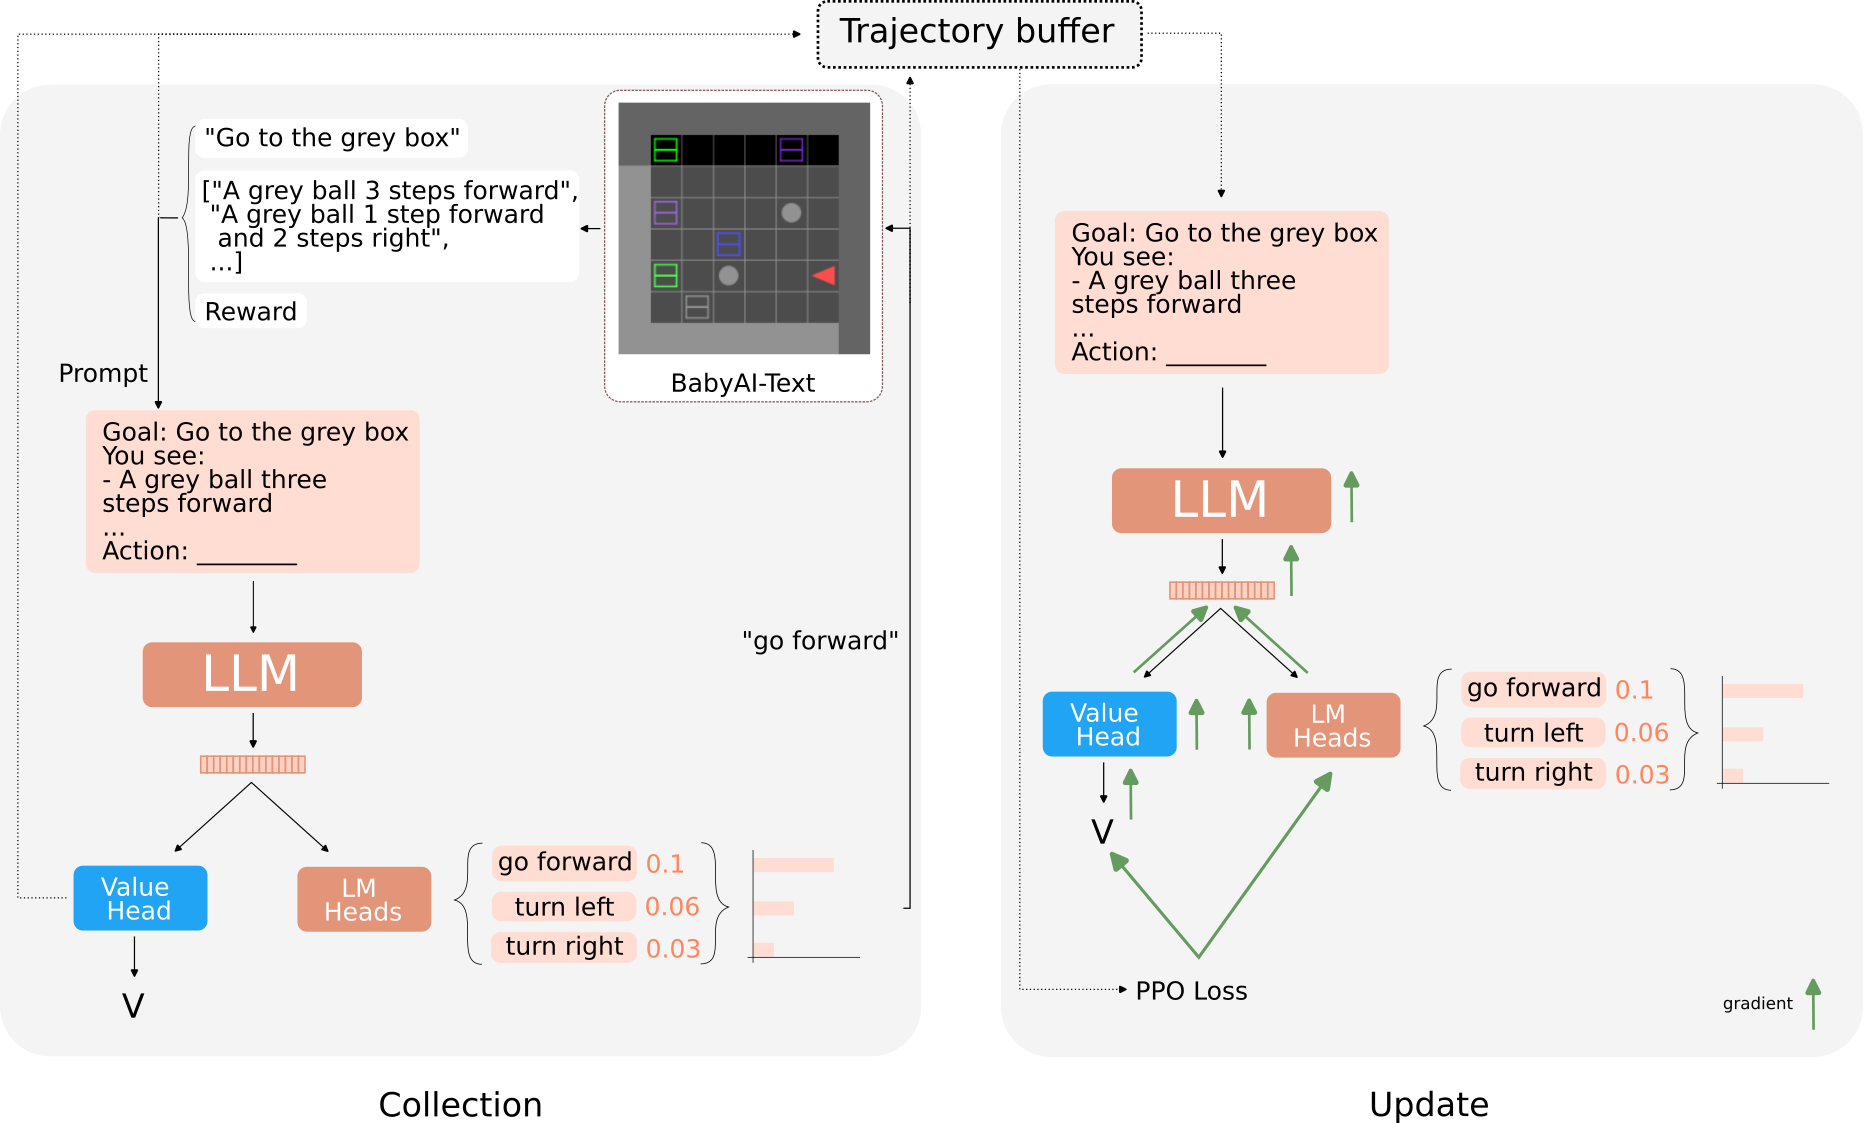 Trajectory buffer
"Go to the grey box"
["A grey ball 3 steps forward",
"A grey ball 1 step forward
and 2 steps right",
...]
Reward
BabyAI-Text
Prompt
Goal: Go to the grey box
You see:
- A grey ball three
steps forward
...
Action: __________
LLM
"go forward"
Value
Head
LM
Heads
go forward 0.1
turn left 0.06
turn right 0.03
V
Collection
Goal: Go to the grey box
You see:
- A grey ball three
steps forward
...
Action: __________
LLM
Value
Head
LM
Heads
go forward 0.1
turn left 0.06
turn right 0.03
V
PPO Loss
gradient
Update